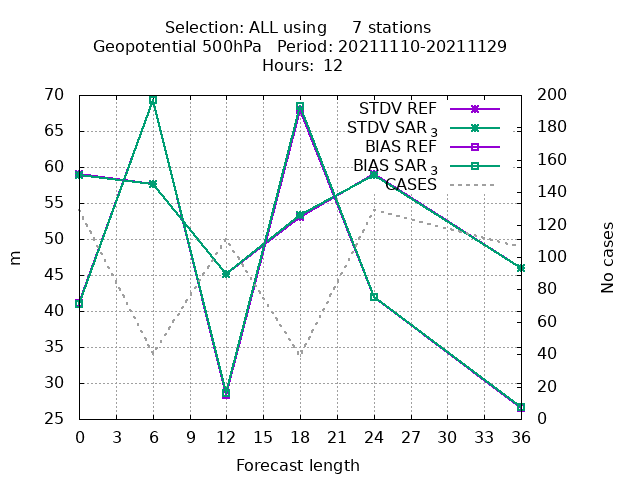 Selection: ALL using     7 stations
Geopotential 500hPa   Period: 20211110-20211129
Hours: 12
70
65
60
55
50
45
40
35
30
25
m
STDV REF
STDV SAR 3
BIAS REF
BIAS SAR 3
CASES
200
180
160
140
120
100
80
60
40
20
0
No cases
0 3 6 9 12 15 18 21 24 27 30 33 36
Forecast length